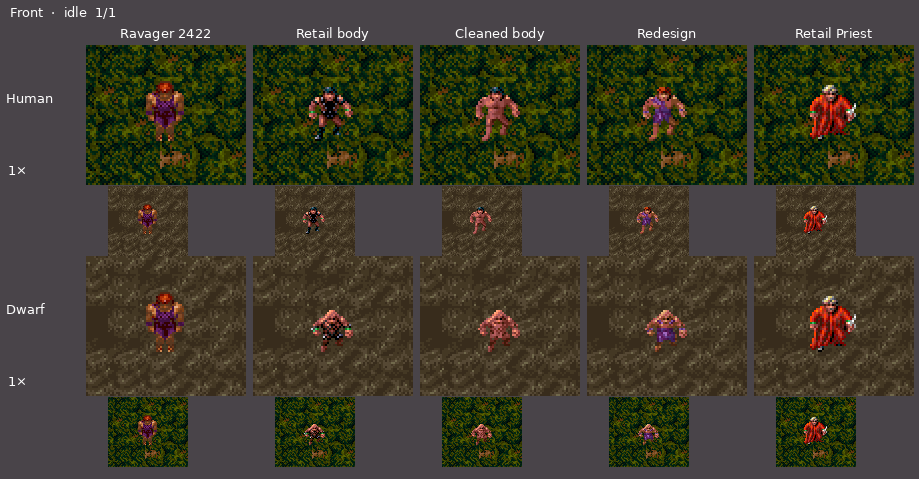 Front · idle 1/1
Ravager 2422 Retail body Cleaned body Redesign Retail Priest
Human
1×
Dwarf
1×